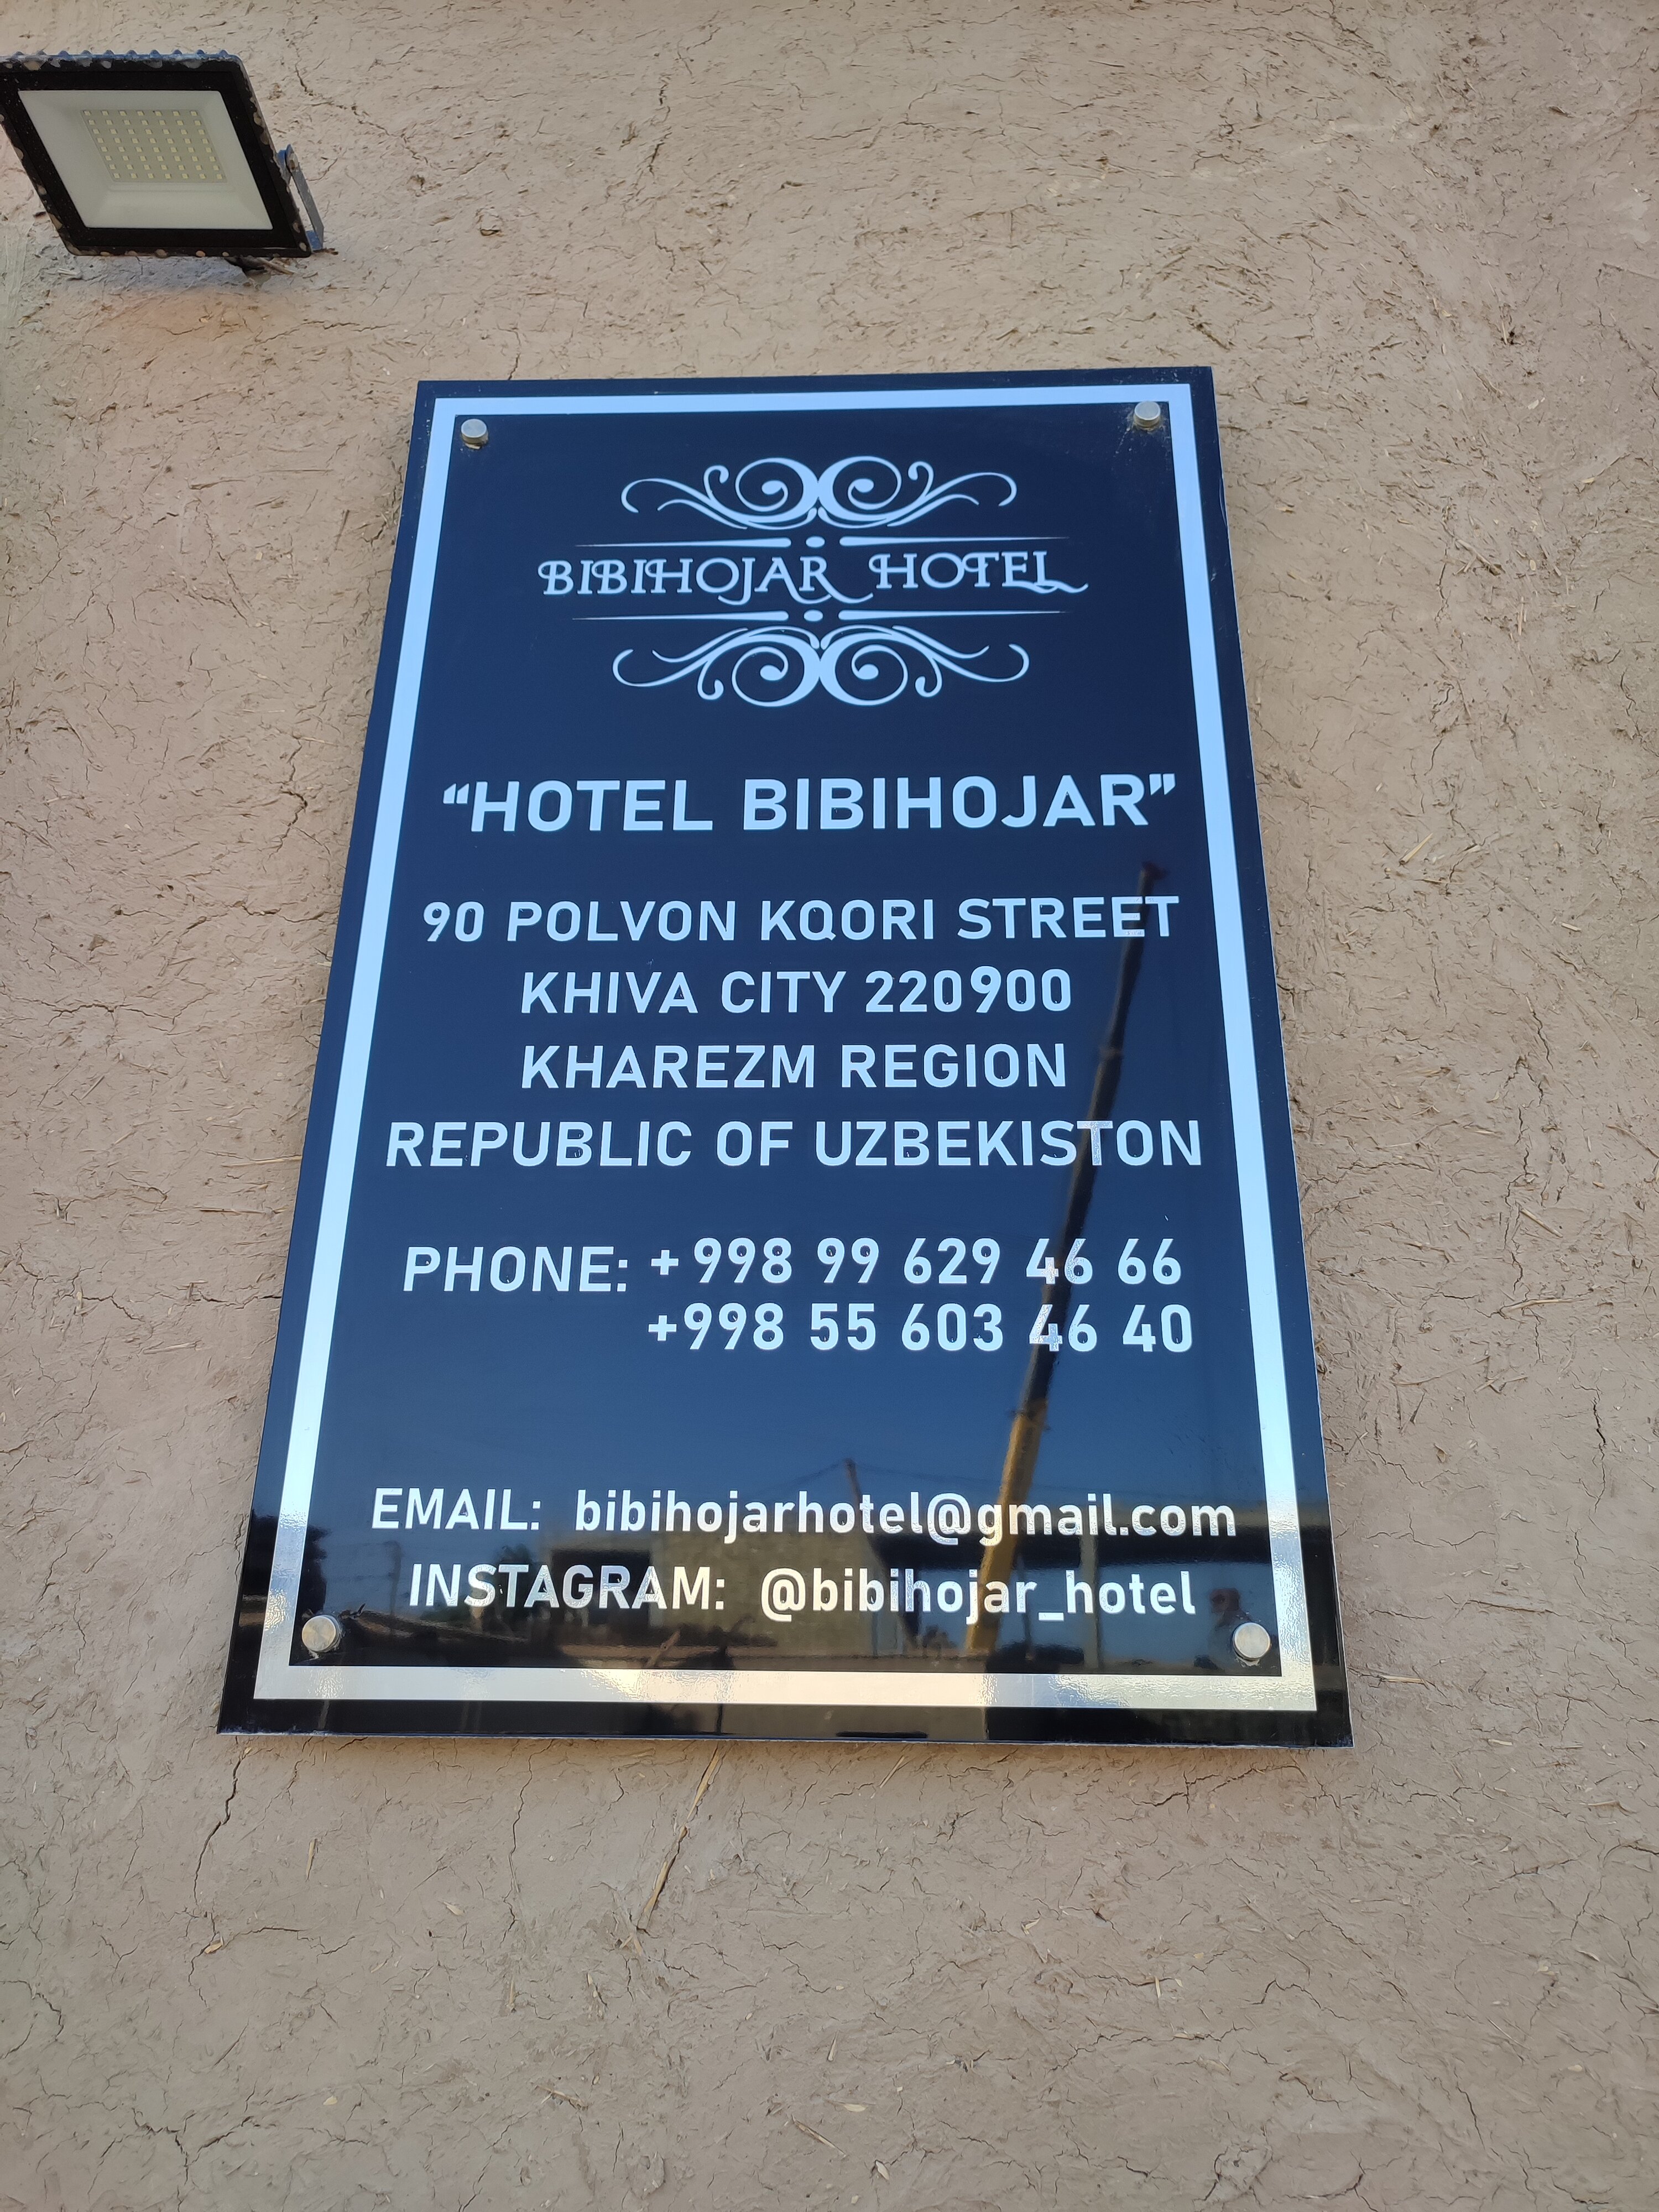 BIBIHOJAR HOTEL
“HOTEL BIBIHOJAR”
90 POLVON KQORI STREET
KHIVA CITY 220900
KHAREZM REGION
REPUBLIC OF UZBEKISTON
PHONE: +998 99 629 46 66
+998 55 603 46 40
EMAIL: bibihojarhotel@gmail.com
INSTAGRAM: @bibihojar_hotel